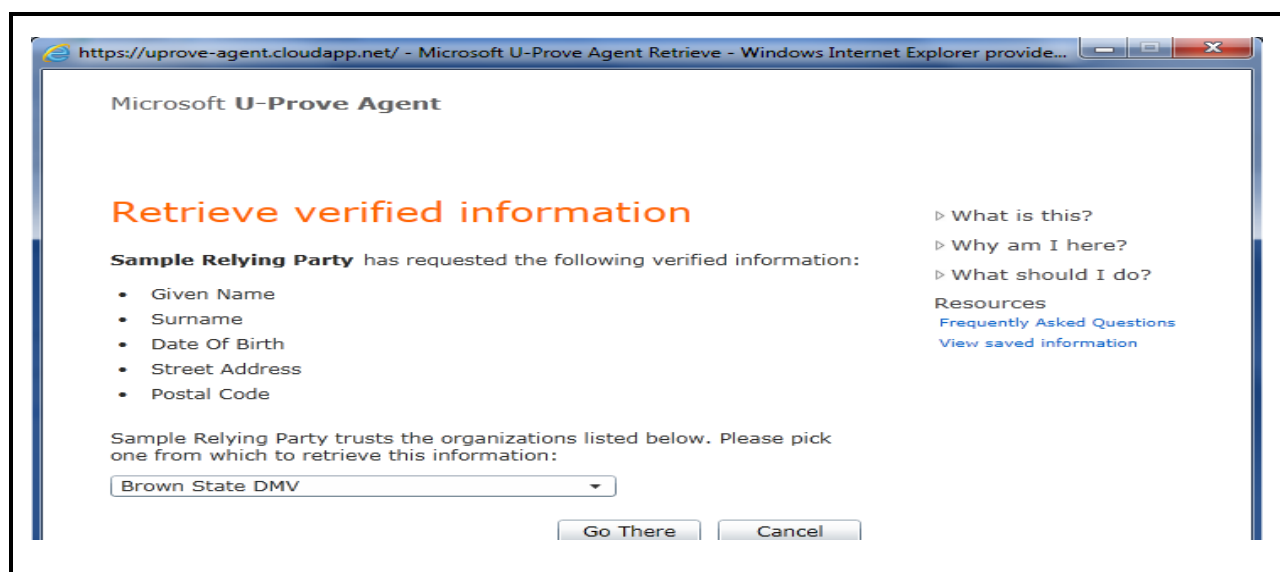 https://uprove-agent.cloudapp.net/ - Microsoft U-Prove Agent Retrieve - Windows Internet Explorer provide...
Microsoft U-Prove Agent
Retrieve verified information
Sample Relying Party has requested the following verified information:
• Given Name
• Surname
• Date Of Birth
• Street Address
• Postal Code
Sample Relying Party trusts the organizations listed below. Please pick
one from which to retrieve this information:
Brown State DMV
Go There Cancel
What is this?
Why am I here?
What should I do?
Resources
Frequently Asked Questions
View saved information